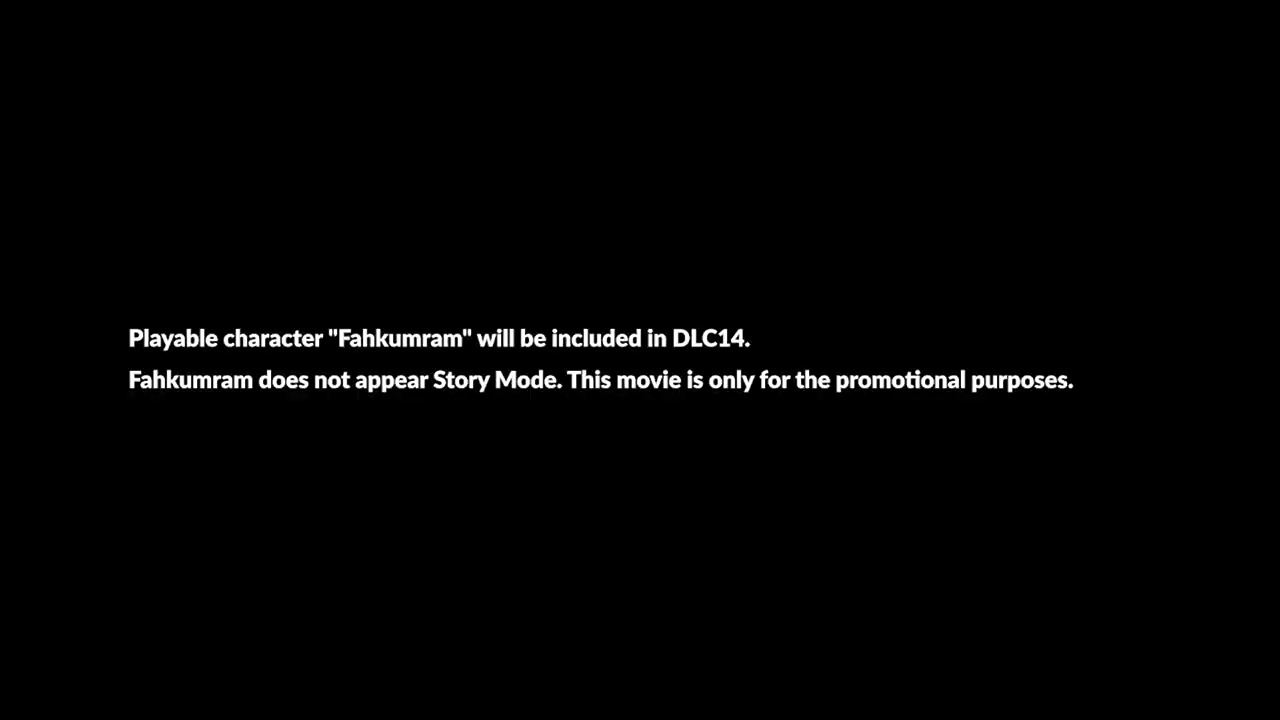 Playable character "Fahkumram" will be included in DLC14.
Fahkumram does not appear Story Mode. This movie is only for the promotional purposes.